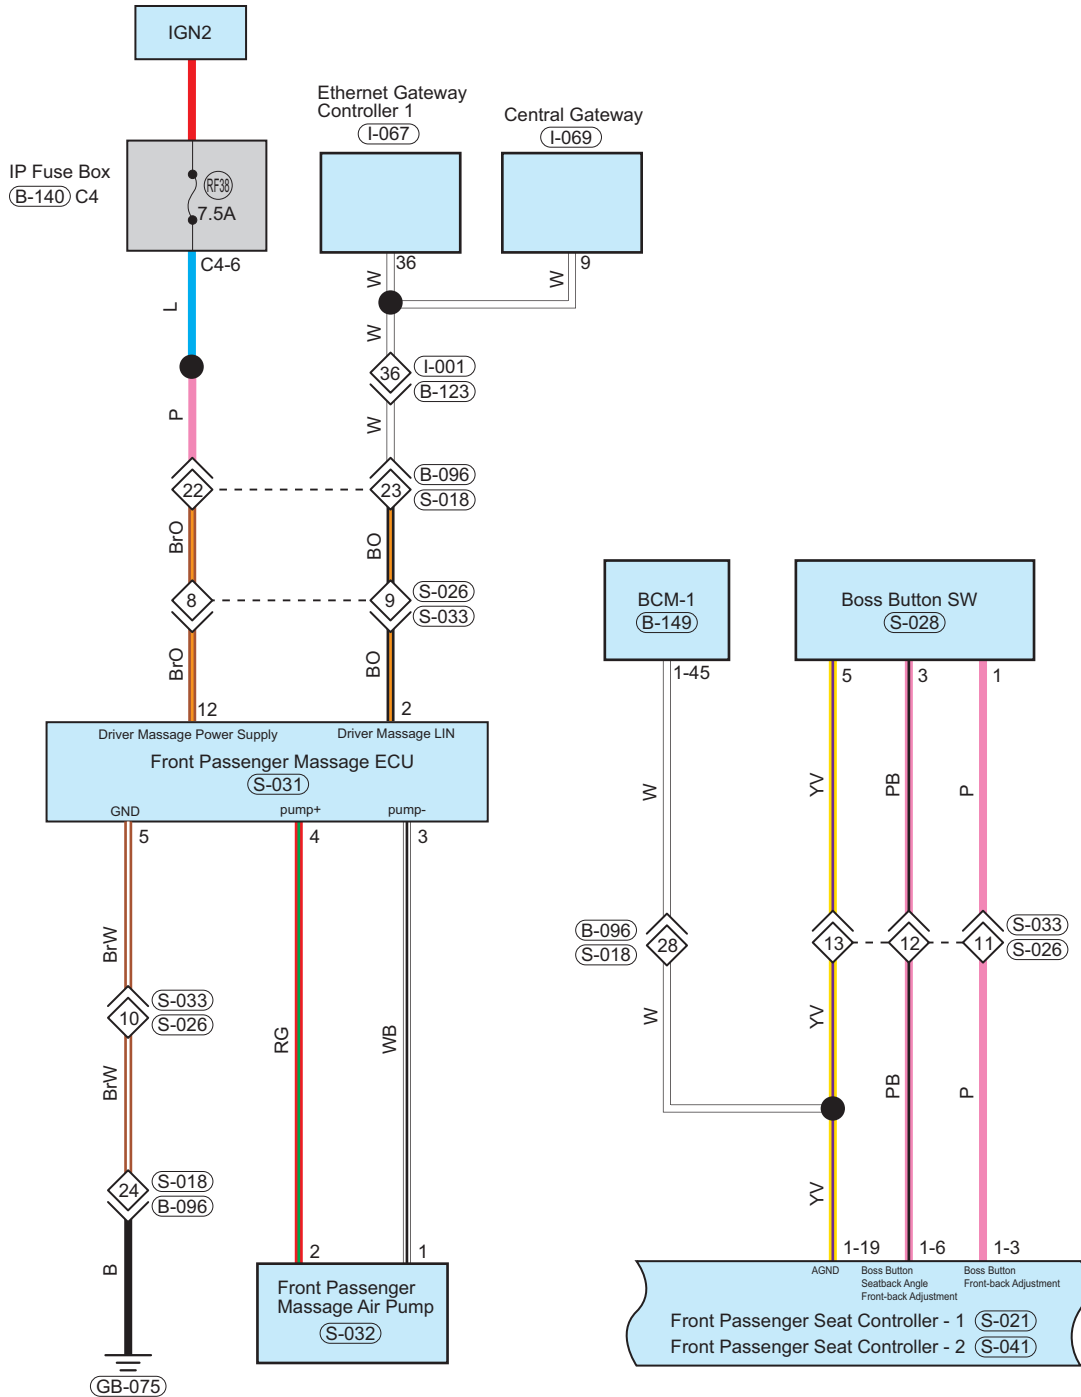 IGN2
Ethernet Gateway
Controller 1
I-067
Central Gateway
I-069
IP Fuse Box
B-140 C4
RF38
7.5A
C4-6
36
9
L
W
W
W
36
I-001
B-123
P
W
22
23
B-096
S-018
BrO
BO
8
9
S-026
S-033
BrO
BO
12
2
Driver Massage Power Supply
Driver Massage LIN
Front Passenger Massage ECU
S-031
GND
pump+
pump-
5
4
3
BrW
10
S-033
S-026
RG
WB
BrW
24
S-018
B-096
B
GB-075
2
1
Front Passenger
Massage Air Pump
S-032
BCM-1
B-149
1-45
Boss Button SW
S-028
5
3
1
W
YV
PB
P
B-096
S-018
28
13
12
11
S-033
S-026
W
YV
PB
P
YV
1-19
1-6
1-3
AGND
Boss Button
Seatback Angle
Front-back Adjustment
Boss Button
Front-back Adjustment
Front Passenger Seat Controller - 1 S-021
Front Passenger Seat Controller - 2 S-041